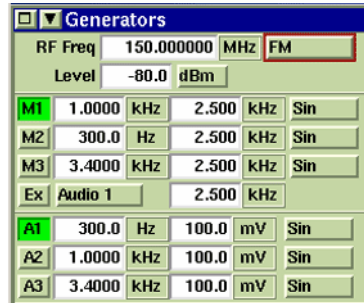 Generators
RF Freq 150.000000 MHz FM
Level -80.0 dBm
M1 1.0000 kHz 2.500 kHz Sin
M2 300.0 Hz 2.500 kHz Sin
M3 3.4000 kHz 2.500 kHz Sin
Ex Audio 1 2.500 kHz
A1 300.0 Hz 100.0 mV Sin
A2 1.0000 kHz 100.0 mV Sin
A3 3.4000 kHz 100.0 mV Sin